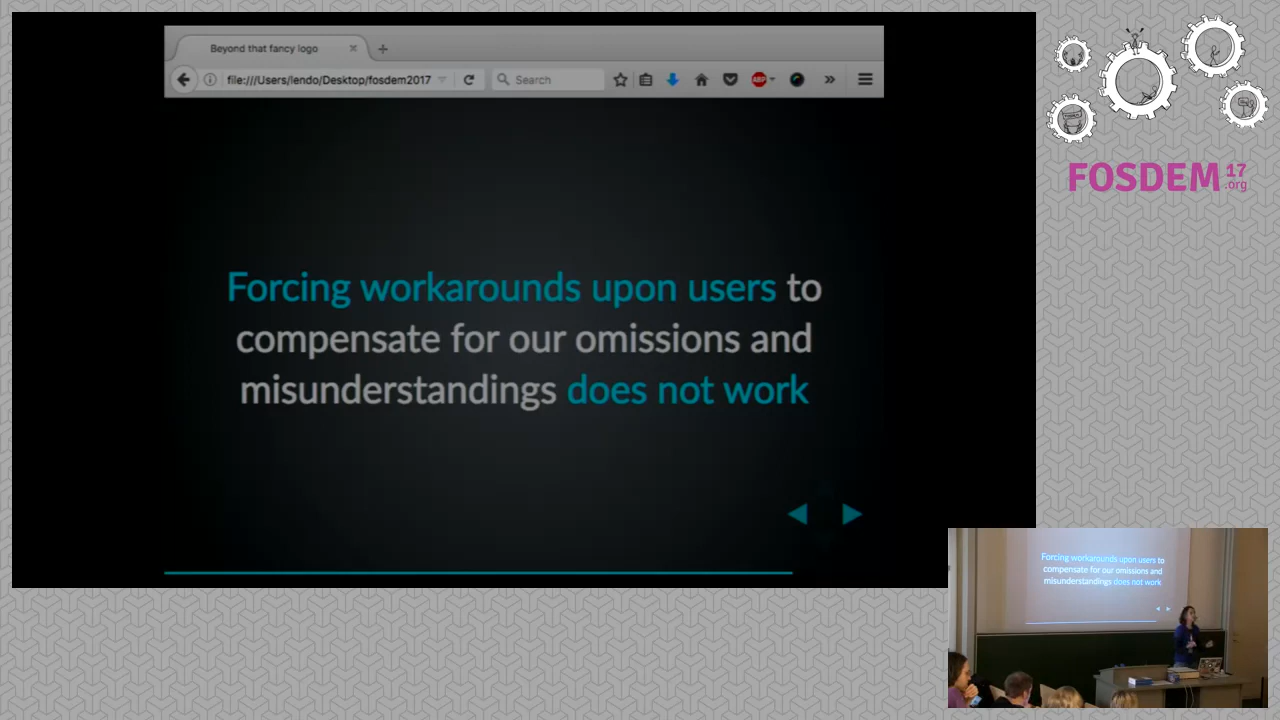 Beyond that fancy logo
file:///Users/lendo/Desktop/fosdem2017
Search
ABP
Forcing workarounds upon users to
compensate for our omissions and
misunderstandings does not work
FOSDEM 17
.org
Forcing workarounds upon users to
compensate for our omissions and
misunderstandings does not work